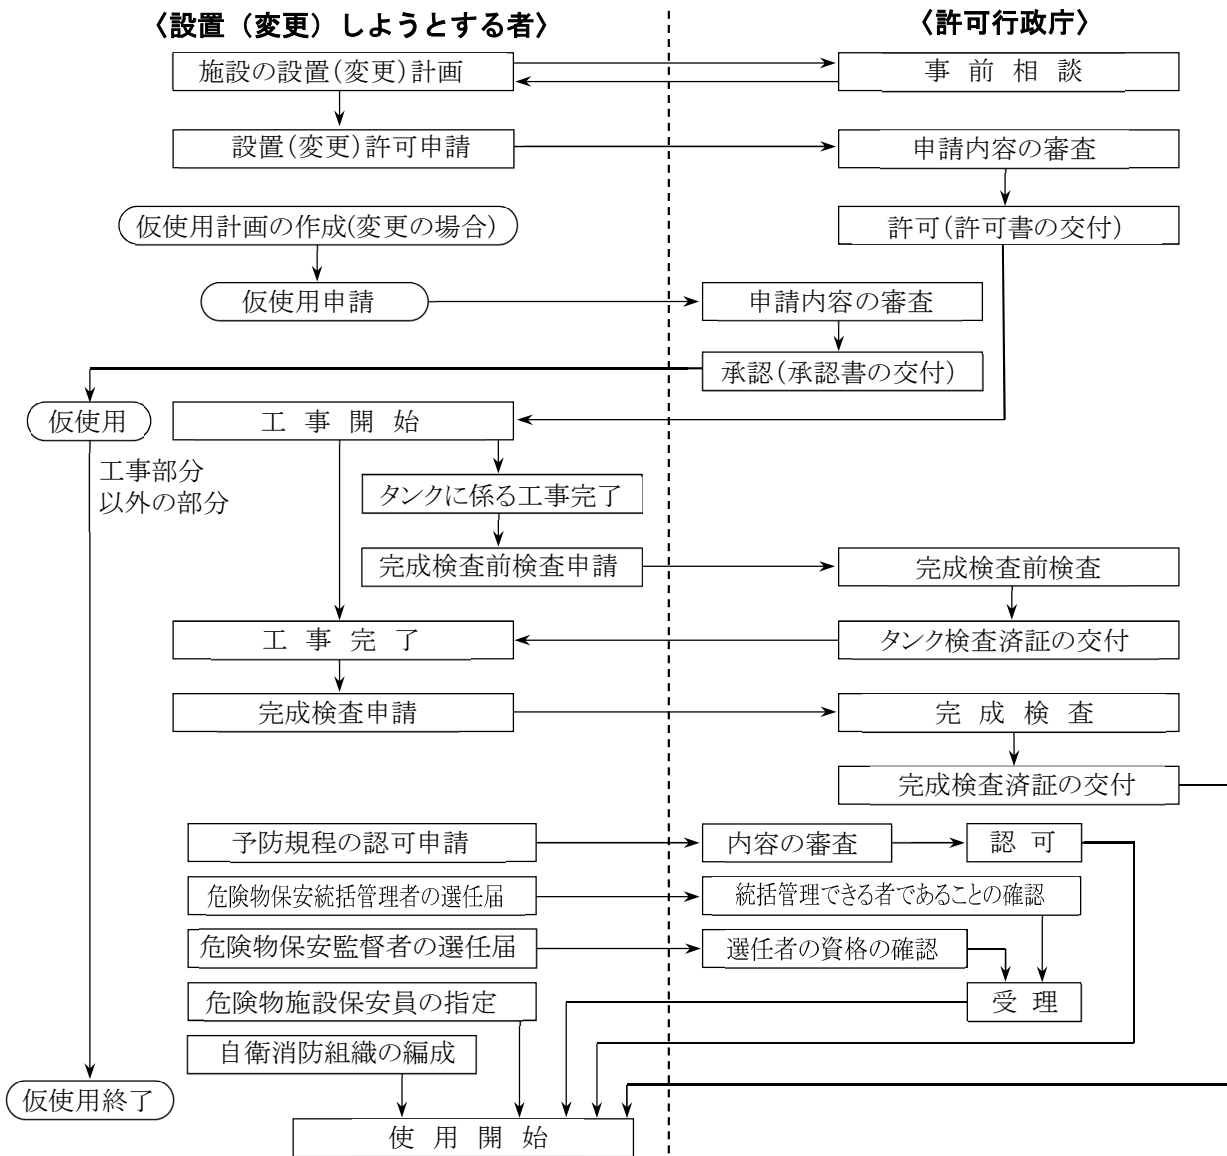 〈設置（変更）しようとする者〉
〈許可行政庁〉
施設の設置(変更)計画
事前相談
設置(変更)許可申請
申請内容の審査
仮使用計画の作成(変更の場合)
許可(許可書の交付)
仮使用申請
申請内容の審査
承認(承認書の交付)
仮使用
工事開始
工事部分
以外の部分
タンクに係る工事完了
完成検査前検査申請
完成検査前検査
工事完了
タンク検査済証の交付
完成検査申請
完成検査
完成検査済証の交付
予防規程の認可申請
内容の審査
認可
危険物保安統括管理者の選任届
統括管理できる者であることの確認
危険物保安監督者の選任届
選任者の資格の確認
危険物施設保安員の指定
受理
自衛消防組織の編成
仮使用終了
使用開始